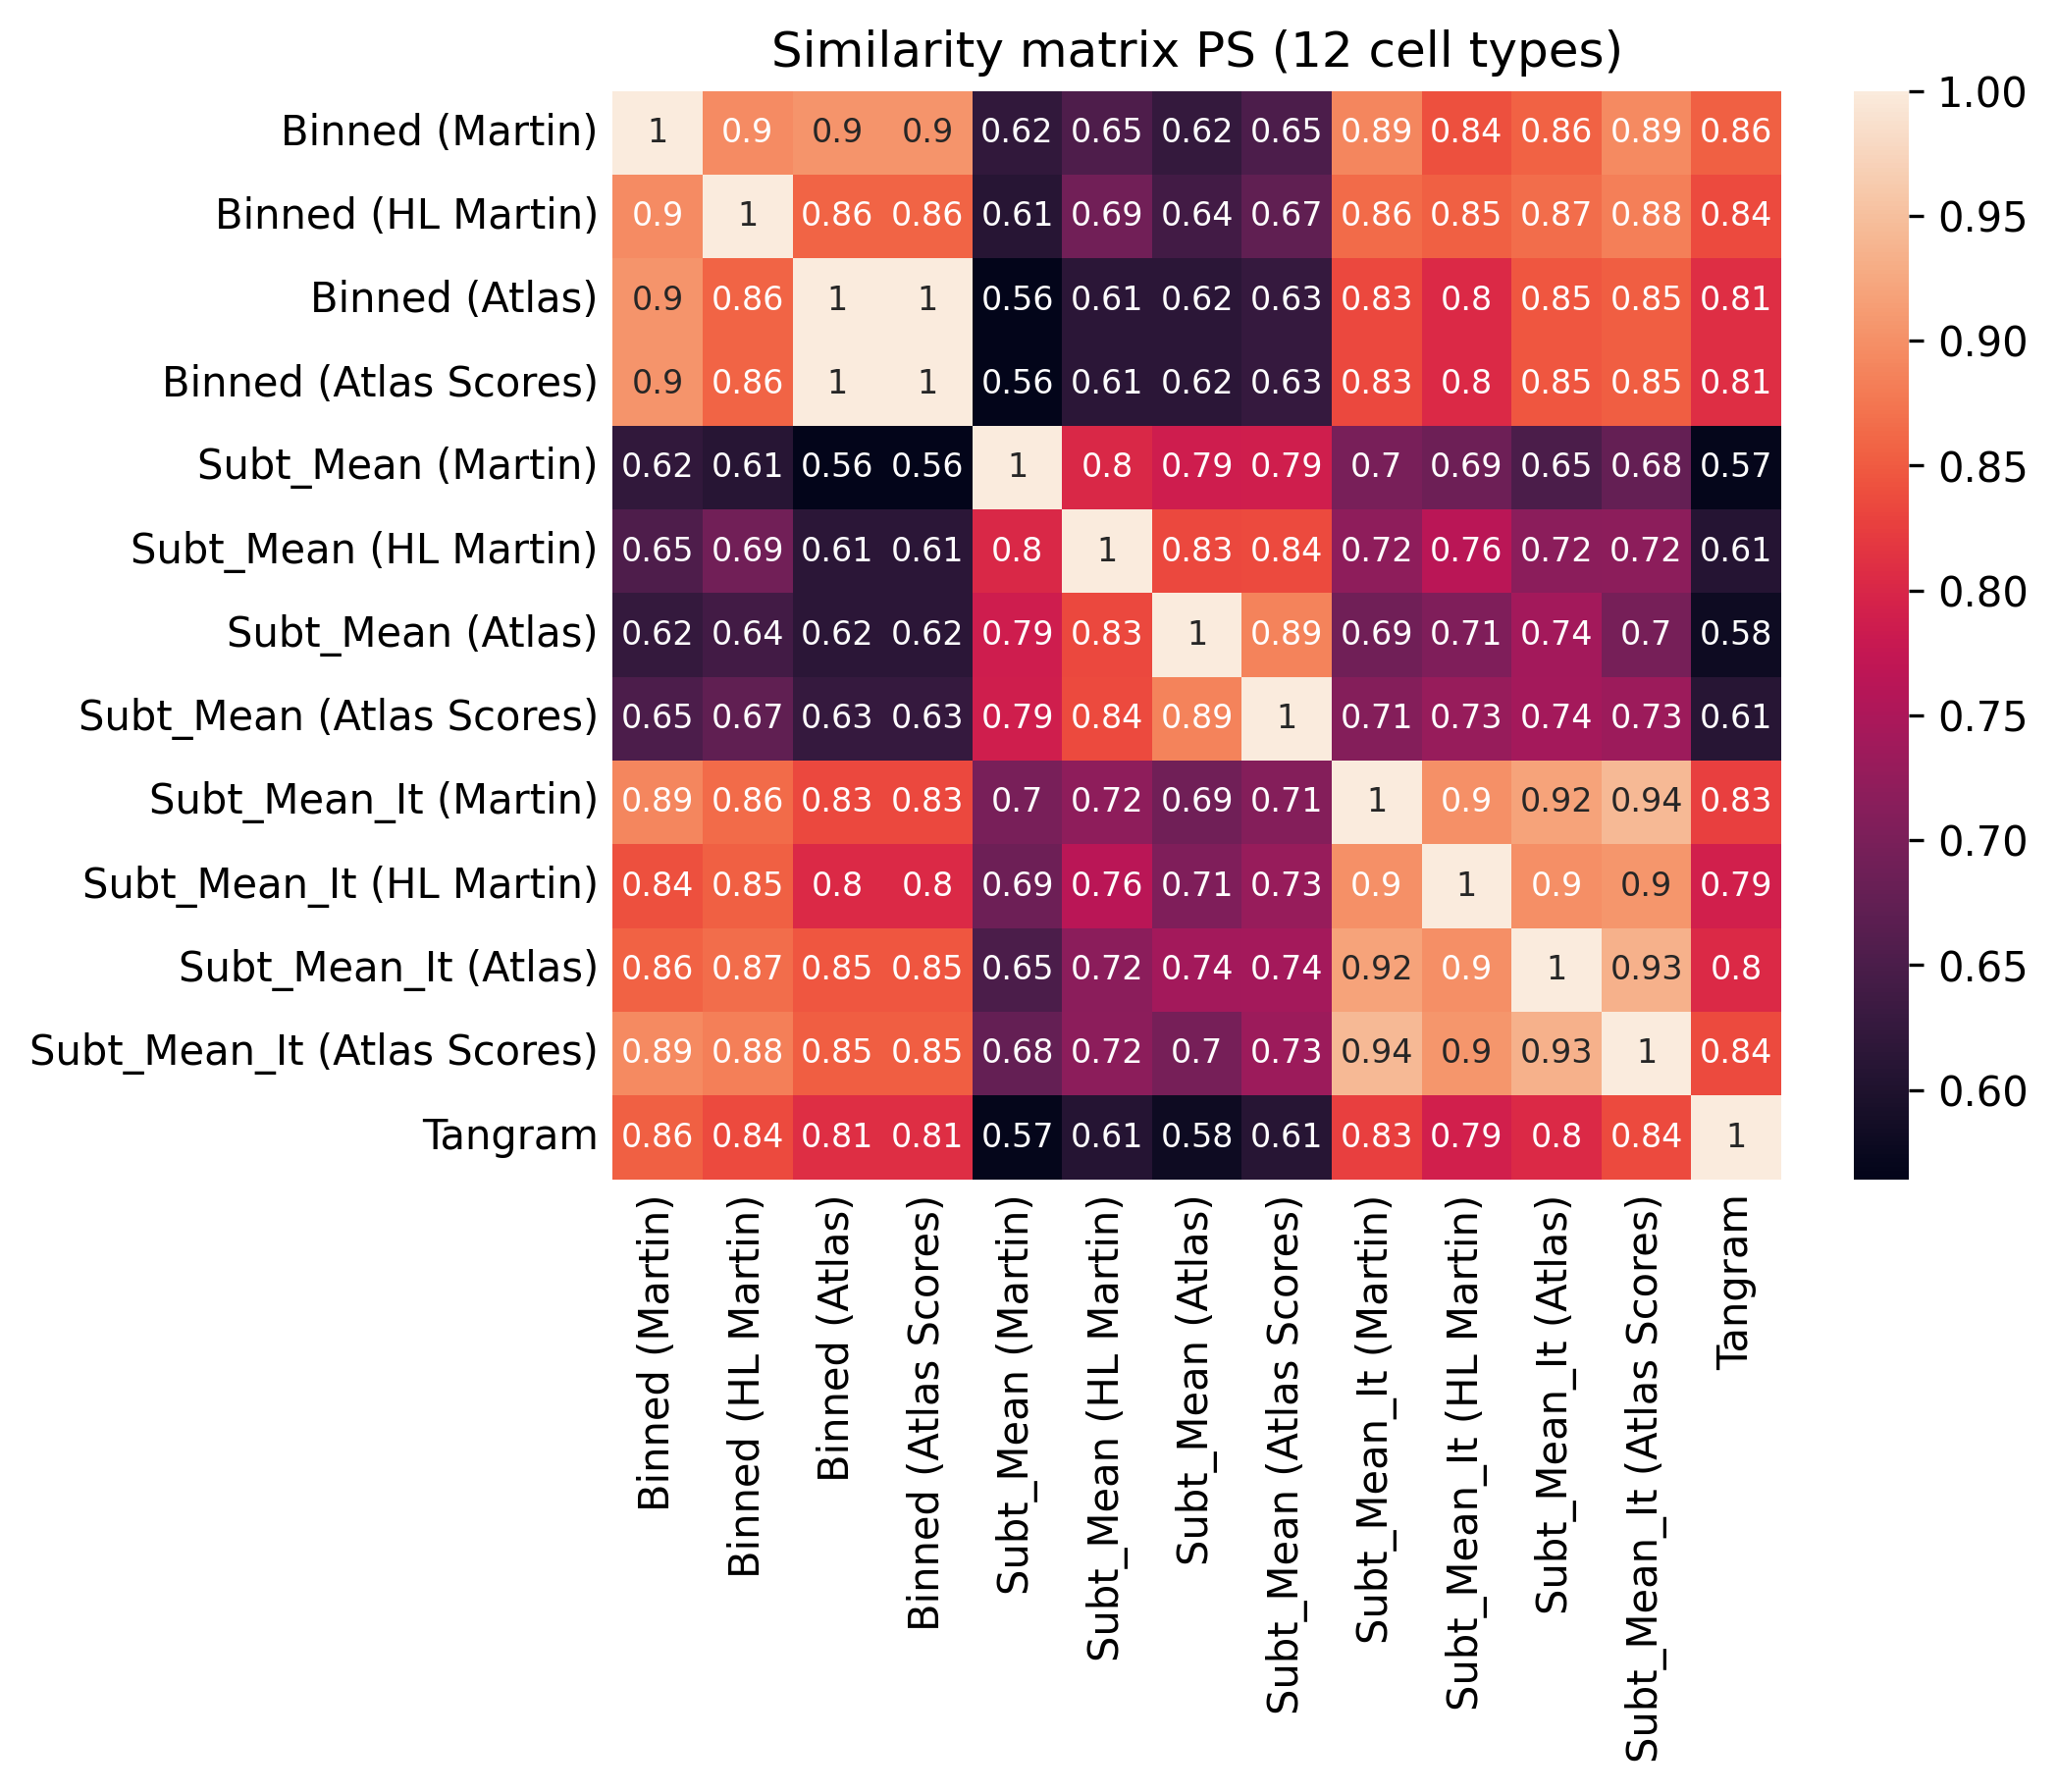 Similarity matrix PS (12 cell types)
Binned (Martin) 1 0.9 0.9 0.9 0.62 0.65 0.62 0.65 0.89 0.84 0.86 0.89 0.86
Binned (HL Martin) 0.9 1 0.86 0.86 0.61 0.69 0.64 0.67 0.86 0.85 0.87 0.88 0.84
Binned (Atlas) 0.9 0.86 1 1 0.56 0.61 0.62 0.63 0.83 0.8 0.85 0.85 0.81
Binned (Atlas Scores) 0.9 0.86 1 1 0.56 0.61 0.62 0.63 0.83 0.8 0.85 0.85 0.81
Subt_Mean (Martin) 0.62 0.61 0.56 0.56 1 0.8 0.79 0.79 0.7 0.69 0.65 0.68 0.57
Subt_Mean (HL Martin) 0.65 0.69 0.61 0.61 0.8 1 0.83 0.84 0.72 0.76 0.72 0.72 0.61
Subt_Mean (Atlas) 0.62 0.64 0.62 0.62 0.79 0.83 1 0.89 0.69 0.71 0.74 0.7 0.58
Subt_Mean (Atlas Scores) 0.65 0.67 0.63 0.63 0.79 0.84 0.89 1 0.71 0.73 0.74 0.73 0.61
Subt_Mean_It (Martin) 0.89 0.86 0.83 0.83 0.7 0.72 0.69 0.71 1 0.9 0.92 0.94 0.83
Subt_Mean_It (HL Martin) 0.84 0.85 0.8 0.8 0.69 0.76 0.71 0.73 0.9 1 0.9 0.9 0.79
Subt_Mean_It (Atlas) 0.86 0.87 0.85 0.85 0.65 0.72 0.74 0.74 0.92 0.9 1 0.93 0.8
Subt_Mean_It (Atlas Scores) 0.89 0.88 0.85 0.85 0.68 0.72 0.7 0.73 0.94 0.9 0.93 1 0.84
Tangram 0.86 0.84 0.81 0.81 0.57 0.61 0.58 0.61 0.83 0.79 0.8 0.84 1
Binned (Martin)
Binned (HL Martin)
Binned (Atlas)
Binned (Atlas Scores)
Subt_Mean (Martin)
Subt_Mean (HL Martin)
Subt_Mean (Atlas)
Subt_Mean (Atlas Scores)
Subt_Mean_It (Martin)
Subt_Mean_It (HL Martin)
Subt_Mean_It (Atlas)
Subt_Mean_It (Atlas Scores)
Tangram
1.00
0.95
0.90
0.85
0.80
0.75
0.70
0.65
0.60